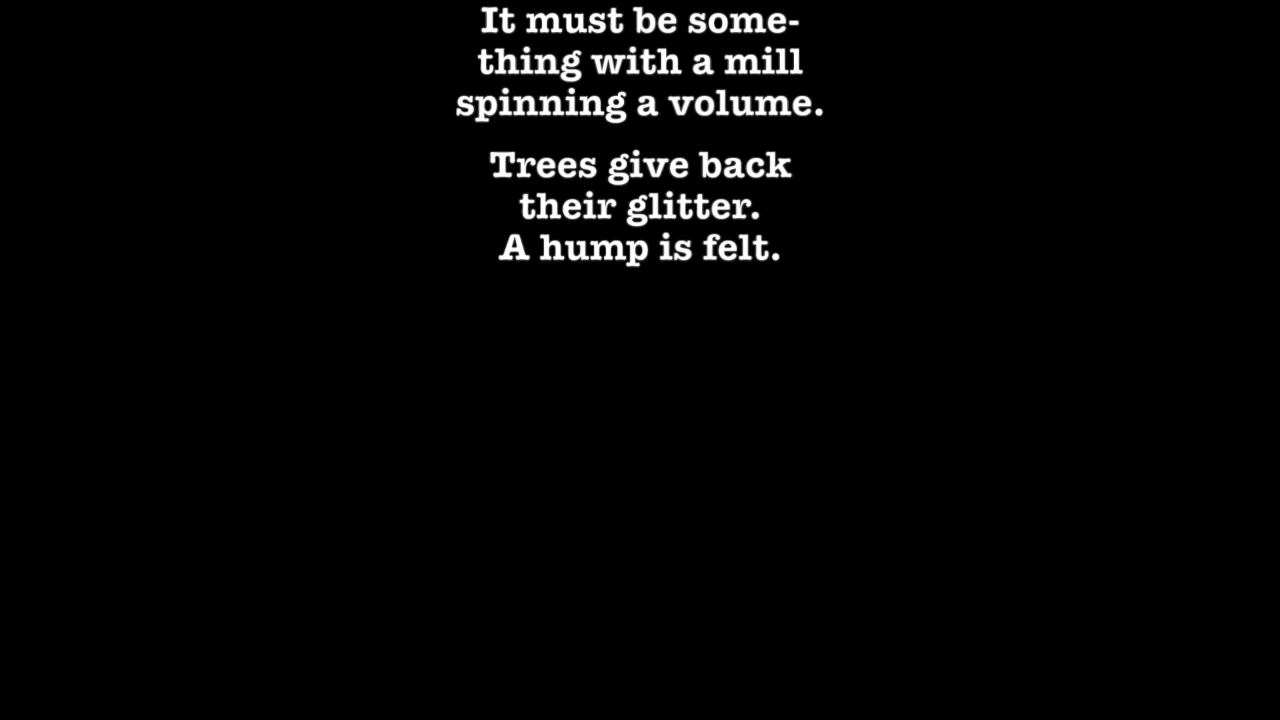 It must be some-
thing with a mill
spinning a volume.
Trees give back
their glitter.
A hump is felt.